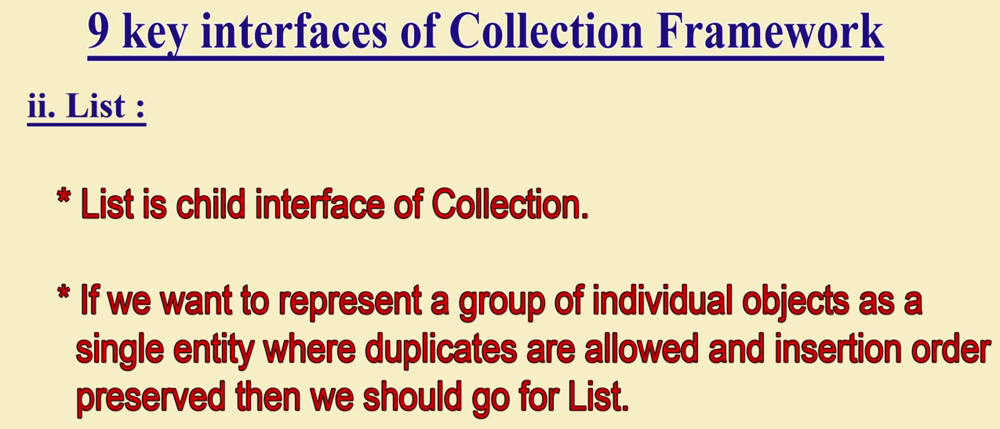 9 key interfaces of Collection Framework
ii. List :
* List is child interface of Collection.
* If we want to represent a group of individual objects as a
single entity where duplicates are allowed and insertion order
preserved then we should go for List.